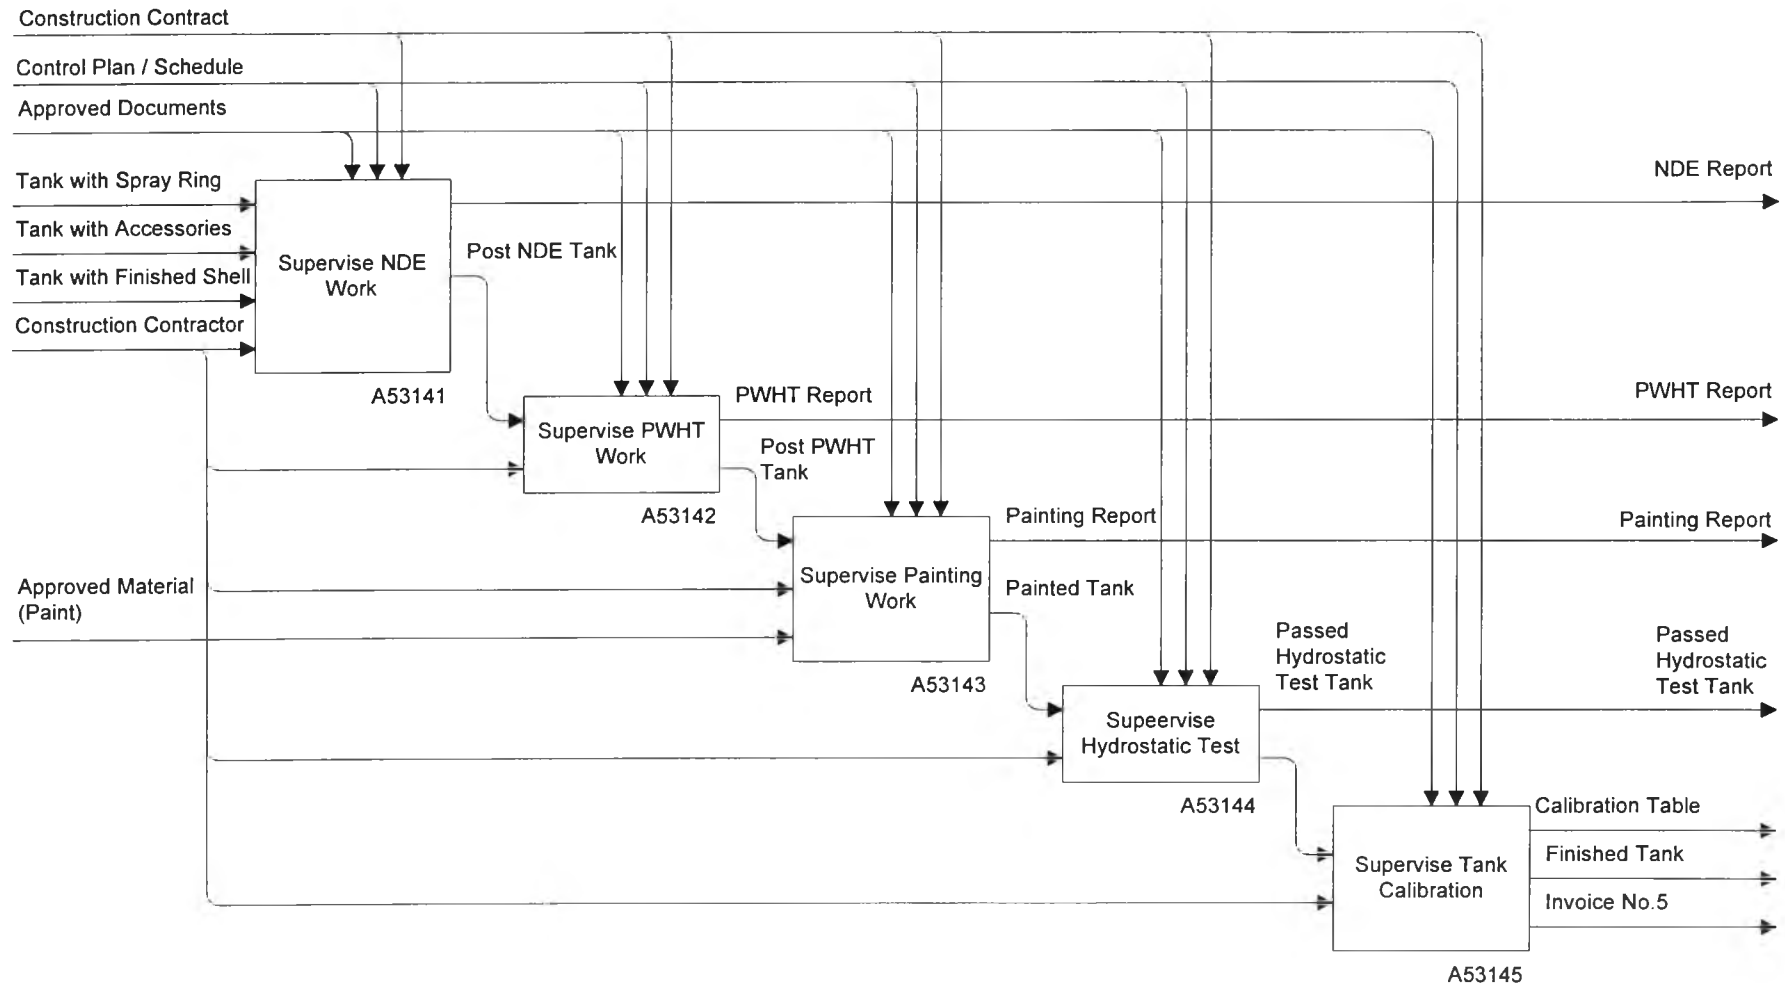 Construction Contract
Control Plan / Schedule
Approved Documents
Tank with Spray Ring
Tank with Accessories
Tank with Finished Shell
Construction Contractor
Supervise NDE
Work
A53141
NDE Report
Post NDE Tank
Supervise PWHT
Work
A53142
PWHT Report
PWHT Report
Post PWHT
Tank
Approved Material
(Paint)
Supervise Painting
Work
A53143
Painting Report
Painting Report
Painted Tank
Supeervise
Hydrostatic Test
A53144
Passed
Hydrostatic
Test Tank
Passed
Hydrostatic
Test Tank
Supervise Tank
Calibration
A53145
Calibration Table
Finished Tank
Invoice No.5